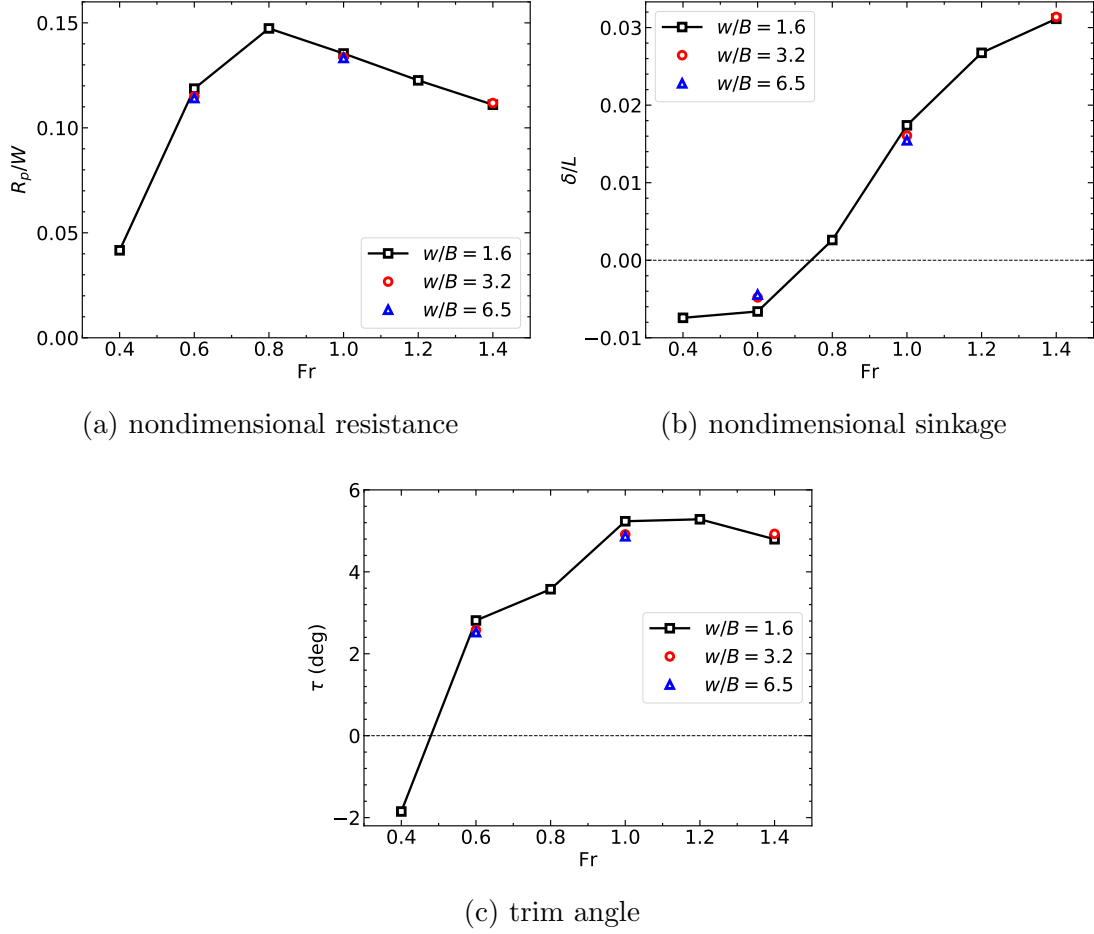 0.15
0.10
0.05
0.00
R_p/W
0.4 0.6 0.8 1.0 1.2 1.4
Fr
w/B = 1.6
w/B = 3.2
w/B = 6.5
(a) nondimensional resistance
0.03
0.02
0.01
0.00
−0.01
δ/L
0.4 0.6 0.8 1.0 1.2 1.4
Fr
w/B = 1.6
w/B = 3.2
w/B = 6.5
(b) nondimensional sinkage
6
4
2
0
−2
τ (deg)
0.4 0.6 0.8 1.0 1.2 1.4
Fr
w/B = 1.6
w/B = 3.2
w/B = 6.5
(c) trim angle